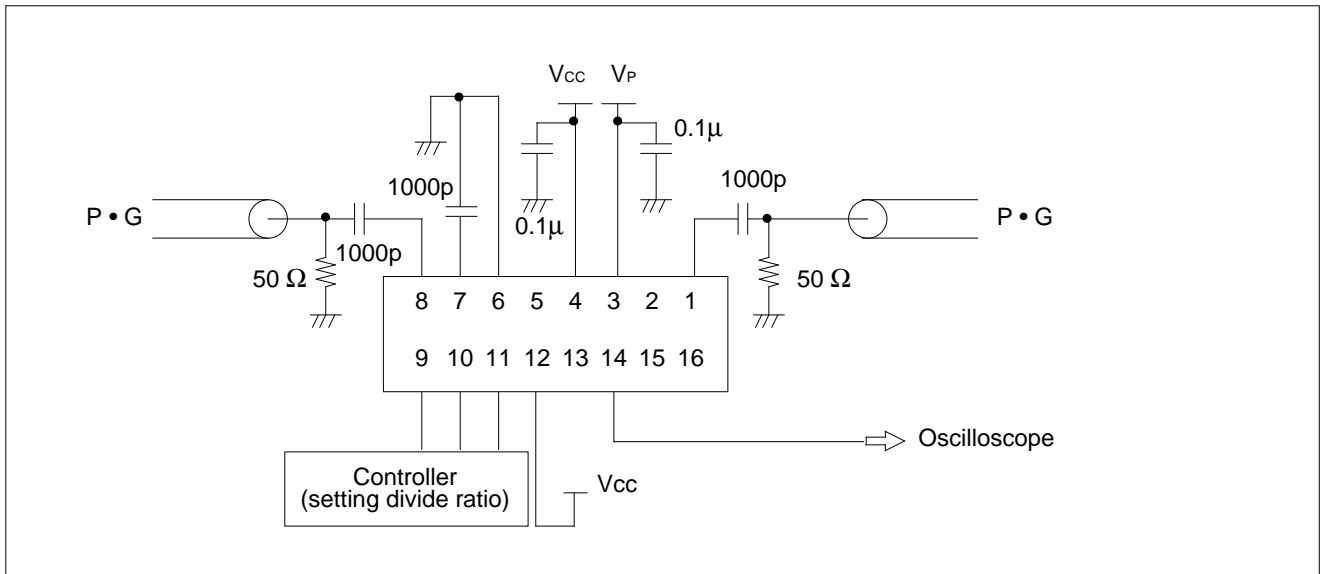 VCC VP
0.1μ
1000p
1000p
P • G
P • G
0.1μ
1000p
50 Ω
50 Ω
8 7 6 5 4 3 2 1
9 10 11 12 13 14 15 16
Oscilloscope
Controller
(setting divide ratio)
Vcc